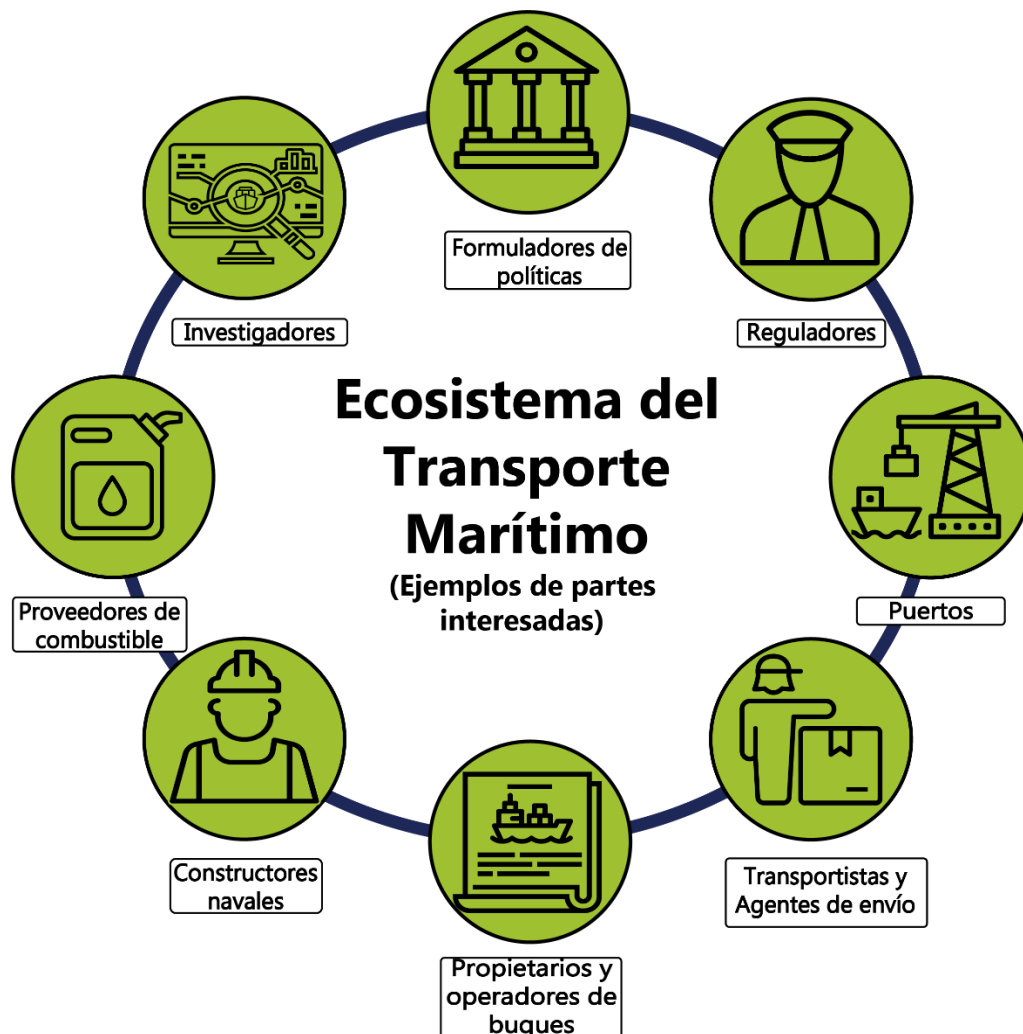 Formuladores de
políticas
Investigadores
Reguladores
Ecosistema del
Transporte
Marítimo
(Ejemplos de partes
interesadas)
Proveedores de
combustible
Puertos
Constructores
navales
Transportistas y
Agentes de envío
Propietarios y
operadores de
buques